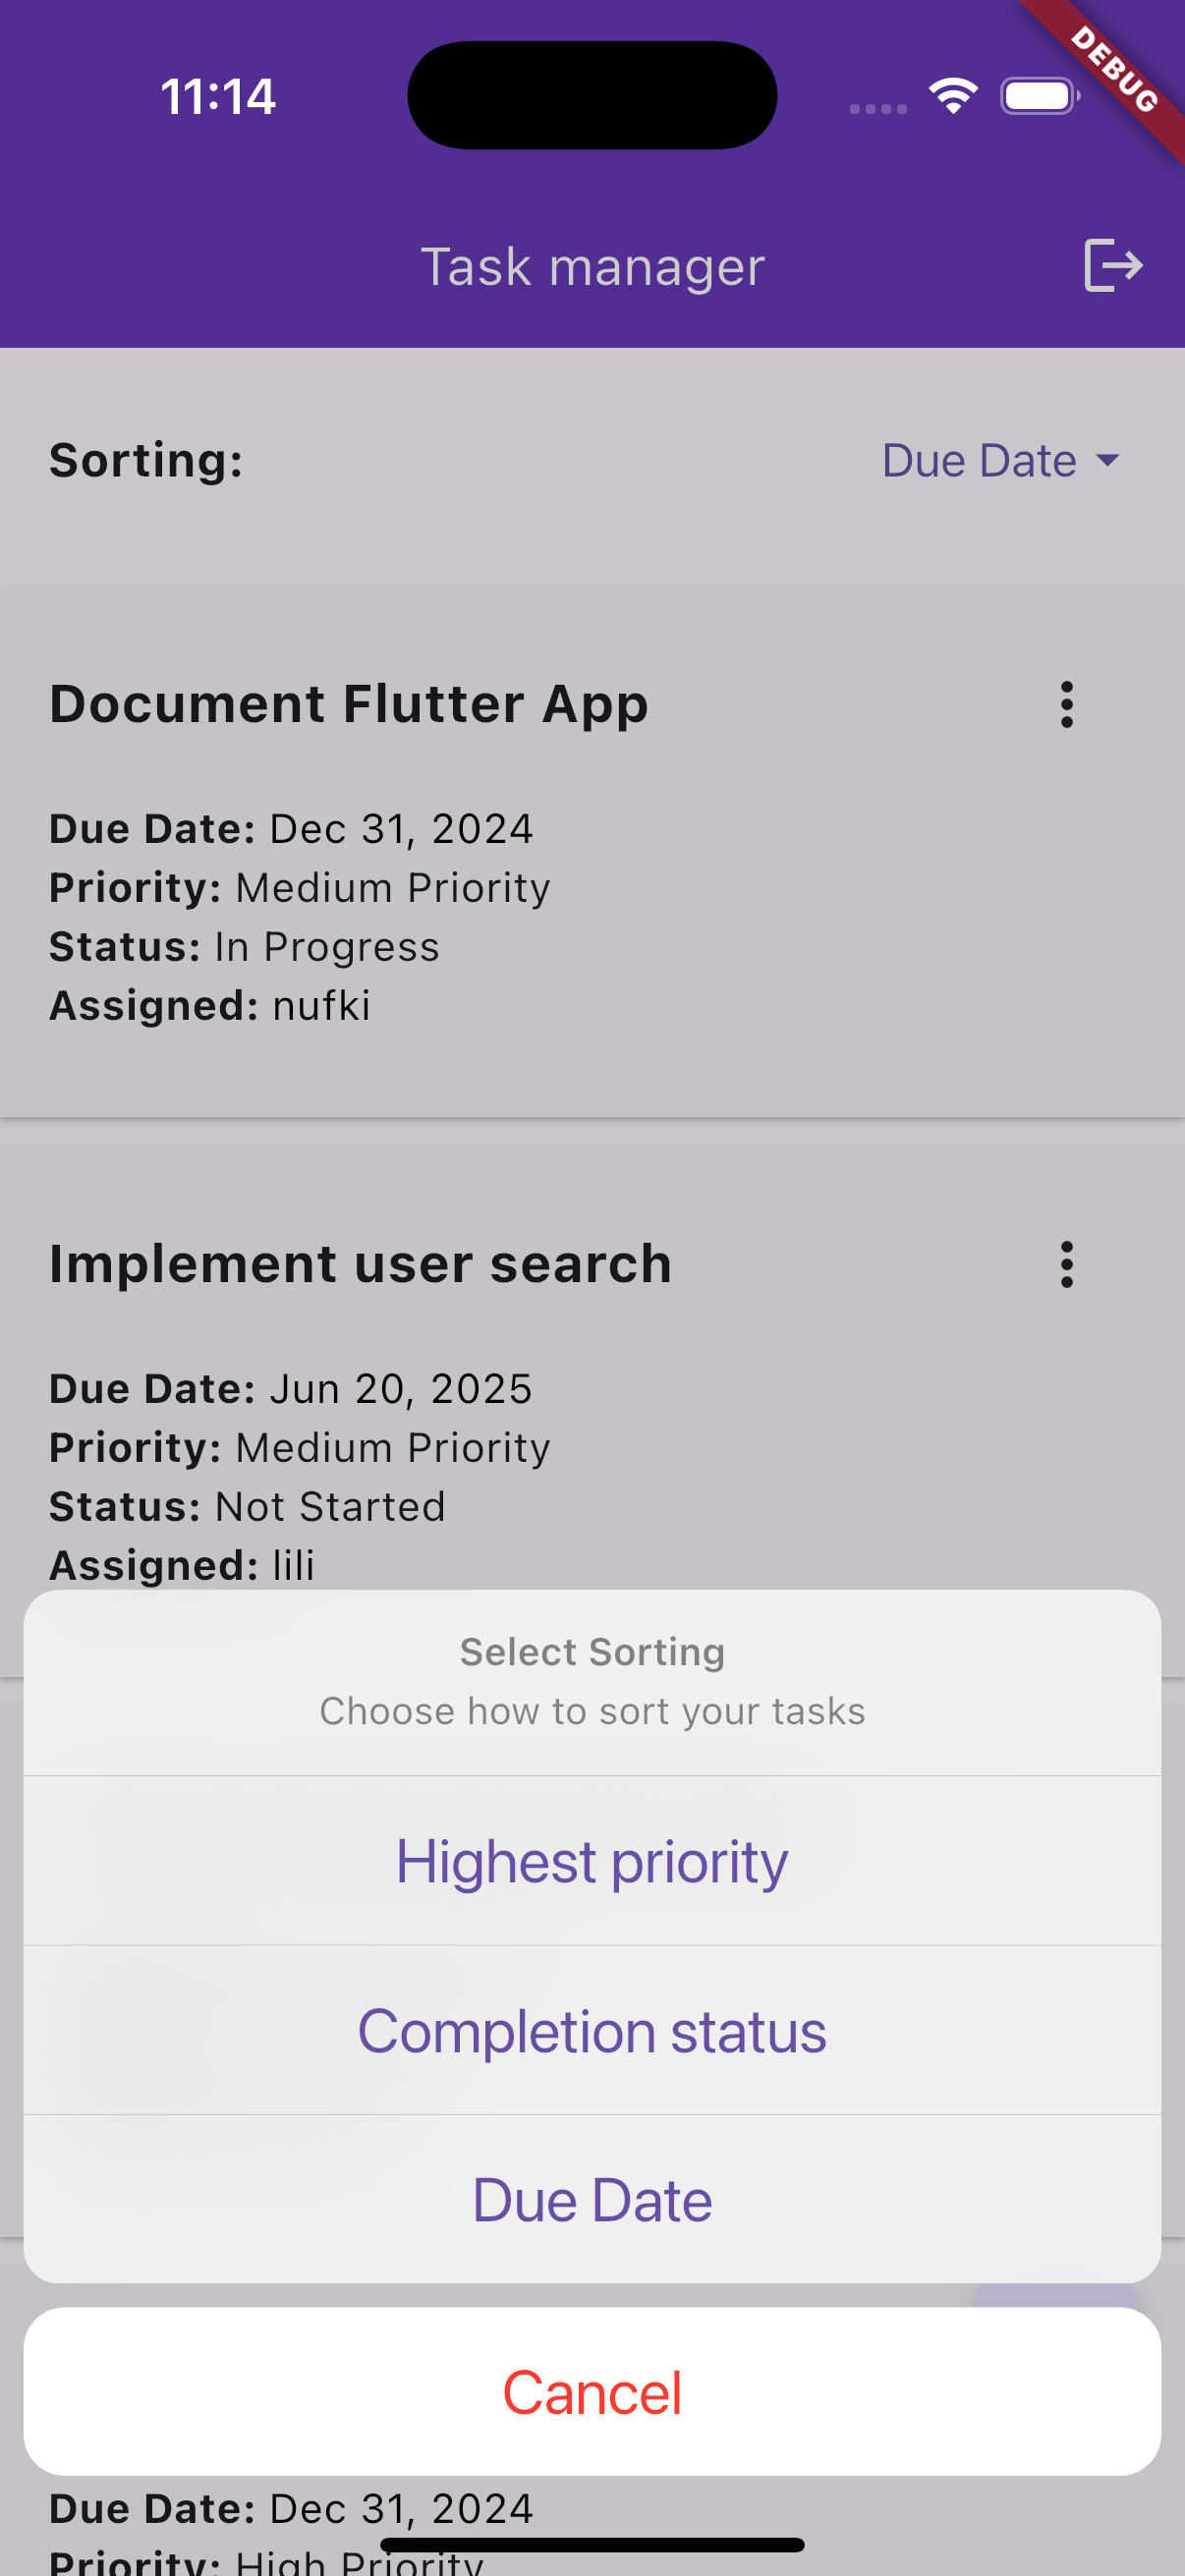 11:14
DEBUG
Task manager
Sorting:
Due Date
Document Flutter App
Due Date: Dec 31, 2024
Priority: Medium Priority
Status: In Progress
Assigned: nufki
Implement user search
Due Date: Jun 20, 2025
Priority: Medium Priority
Status: Not Started
Assigned: lili
Select Sorting
Choose how to sort your tasks
Highest priority
Completion status
Due Date
Cancel
Due Date: Dec 31, 2024
Priority: High Priority